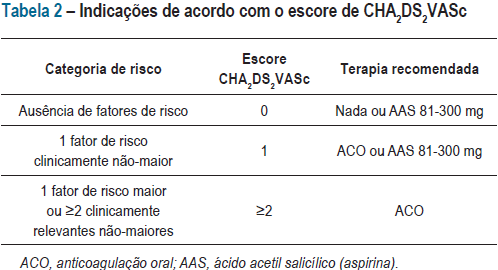 Tabela 2 – Indicações de acordo com o escore de CHA₂DS₂VASc
Categoria de risco
Escore
CHA₂DS₂VASc
Terapia recomendada
Ausência de fatores de risco
0
Nada ou AAS 81-300 mg
1 fator de risco
clinicamente não-maior
1
ACO ou AAS 81-300 mg
1 fator de risco maior
ou ≥2 clinicamente
relevantes não-maiores
≥2
ACO
ACO, anticoagulação oral; AAS, ácido acetil salicílico (aspirina).